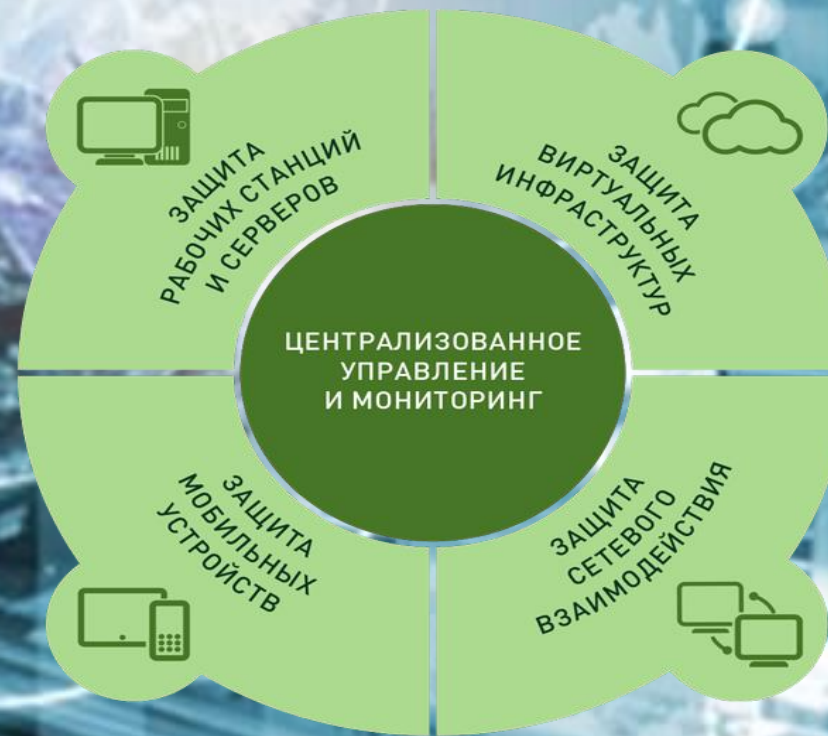 ЗАЩИТА
РАБОЧИХ СТАНЦИЙ
И СЕРВЕРОВ
ЗАЩИТА
ВИРТУАЛЬНЫХ
ИНФРАСТРУКТУР
ЦЕНТРАЛИЗОВАННОЕ
УПРАВЛЕНИЕ
И МОНИТОРИНГ
ЗАЩИТА
МОБИЛЬНЫХ
УСТРОЙСТВ
ЗАЩИТА
СЕТЕВОГО
ВЗАИМОДЕЙСТВИЯ